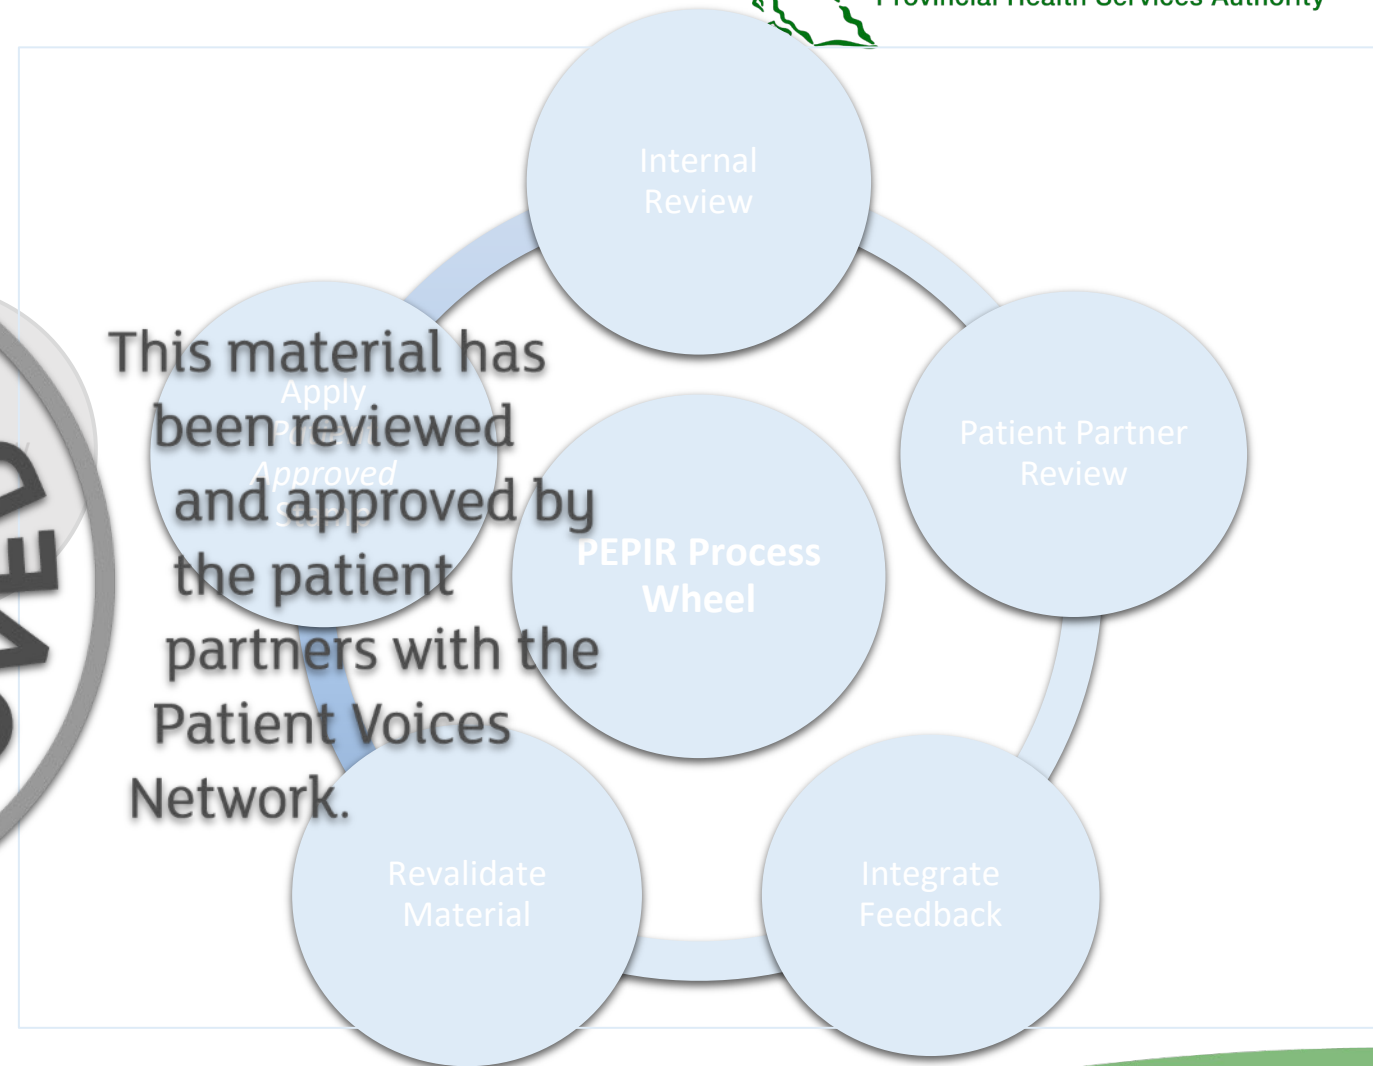 Provincial Health Services Authority
Internal
Review
Patient Partner
Review
Integrate
Feedback
Revalidate
Material
Apply
Approved
PEPIR Process
Wheel
This material has
been reviewed
and approved by
the patient
partners with the
Patient Voices
Network.